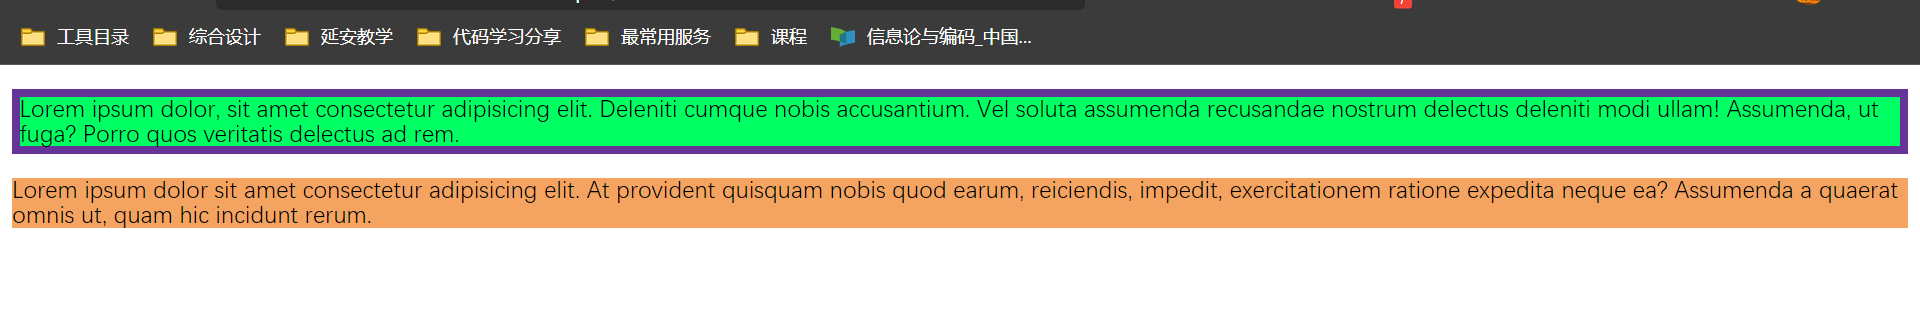 工具目录 综合设计 延安教学 代码学习分享 最常用服务 课程 信息论与编码_中国...
Lorem ipsum dolor, sit amet consectetur adipisicing elit. Deleniti cumque nobis accusantium. Vel soluta assumenda recusandae nostrum delectus deleniti modi ullam! Assumenda, ut
fuga? Porro quos veritatis delectus ad rem.
Lorem ipsum dolor sit amet consectetur adipisicing elit. At provident quisquam nobis quod earum, reiciendis, impedit, exercitationem ratione expedita neque ea? Assumenda a quaerat
omnis ut, quam hic incidunt rerum.